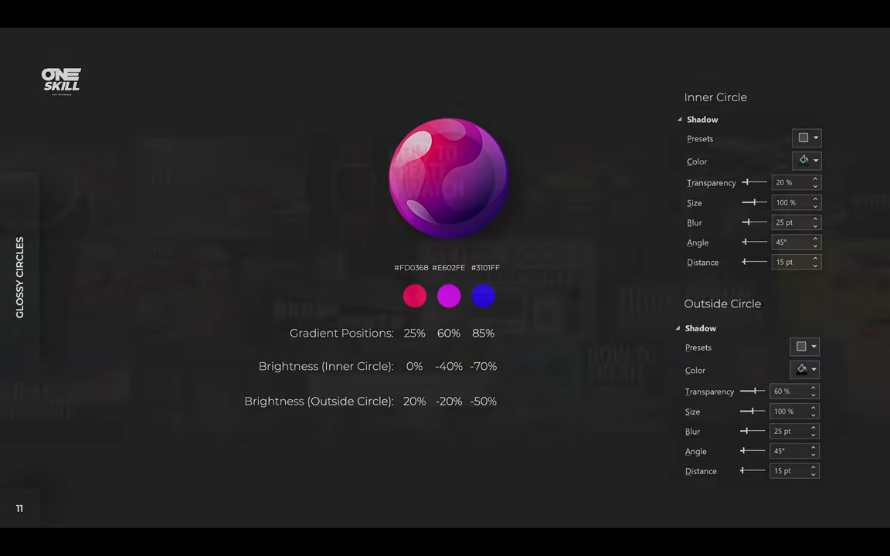 ONE
SKILL
GLOSSY CIRCLES
11
#FD0368 #E602FE #3101FF
Gradient Positions: 25% 60% 85%
Brightness (Inner Circle): 0% -40% -70%
Brightness (Outside Circle): 20% -20% -50%
Inner Circle
Shadow
Presets
Color
Transparency 20 %
Size 100 %
Blur 25 pt
Angle 45°
Distance 15 pt
Outside Circle
Shadow
Presets
Color
Transparency 60 %
Size 100 %
Blur 25 pt
Angle 45°
Distance 15 pt